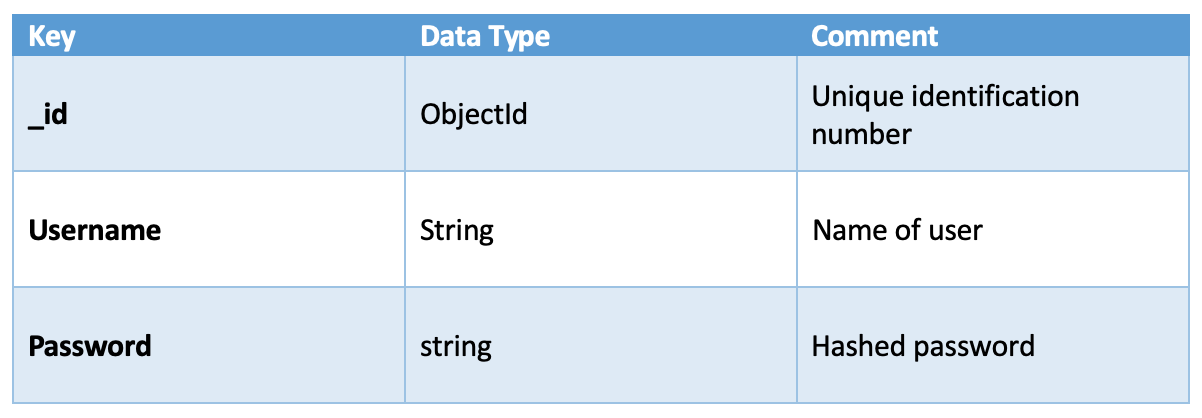 Key Data Type Comment
_id ObjectId Unique identification
number
Username String Name of user
Password string Hashed password